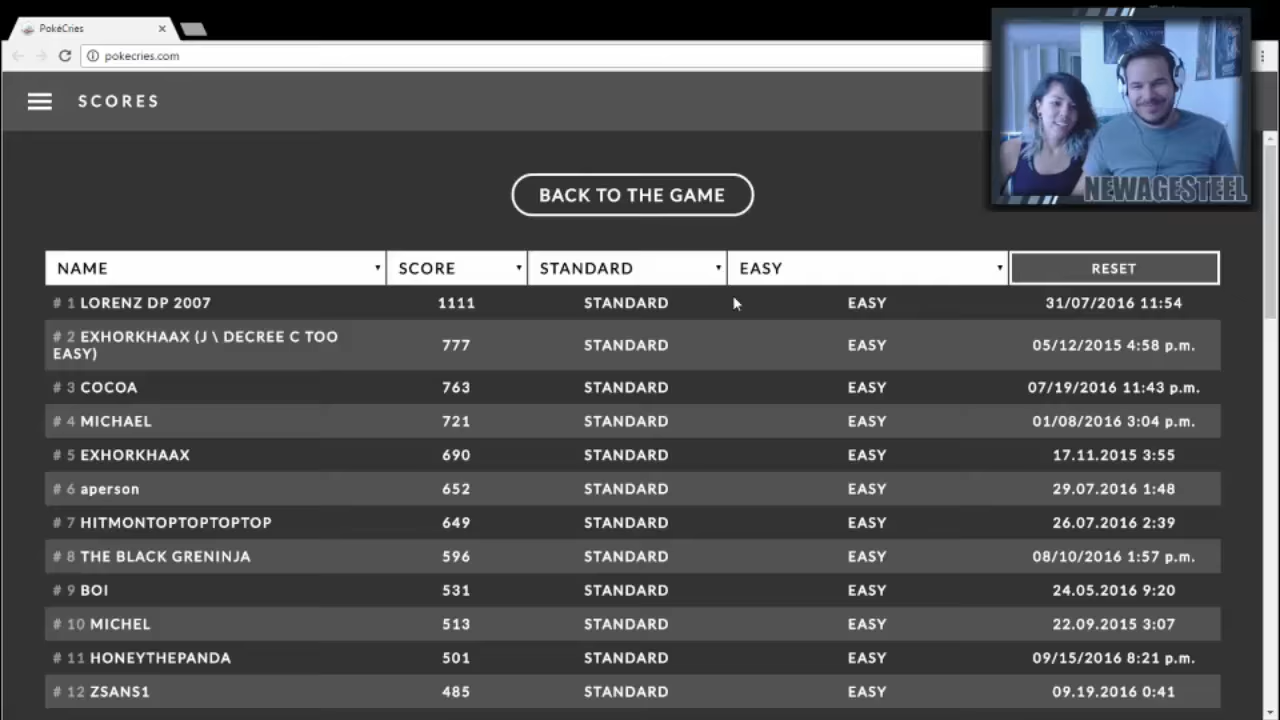 PokéCries
pokecries.com
SCORES
NEWAGESTEEL
BACK TO THE GAME
NAME SCORE STANDARD EASY RESET
# 1 LORENZ DP 2007 1111 STANDARD EASY 31/07/2016 11:54
# 2 EXHORKHAAX (J \ DECREE C TOO
EASY) 777 STANDARD EASY 05/12/2015 4:58 p.m.
# 3 COCOA 763 STANDARD EASY 07/19/2016 11:43 p.m.
# 4 MICHAEL 721 STANDARD EASY 01/08/2016 3:04 p.m.
# 5 EXHORKHAAX 690 STANDARD EASY 17.11.2015 3:55
# 6 aperson 652 STANDARD EASY 29.07.2016 1:48
# 7 HITMONTOPTOPTOPTOP 649 STANDARD EASY 26.07.2016 2:39
# 8 THE BLACK GRENINJA 596 STANDARD EASY 08/10/2016 1:57 p.m.
# 9 BOI 531 STANDARD EASY 24.05.2016 9:20
# 10 MICHEL 513 STANDARD EASY 22.09.2015 3:07
# 11 HONEYTHEPANDA 501 STANDARD EASY 09/15/2016 8:21 p.m.
# 12 ZSANS1 485 STANDARD EASY 09.19.2016 0:41